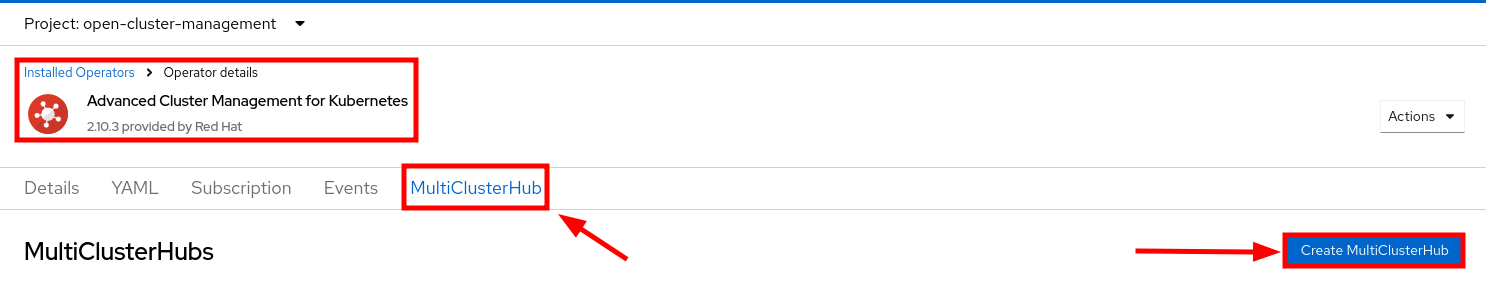 Project: open-cluster-management
Installed Operators > Operator details
Advanced Cluster Management for Kubernetes
2.10.3 provided by Red Hat
Actions
Details YAML Subscription Events MultiClusterHub
MultiClusterHubs
Create MultiClusterHub